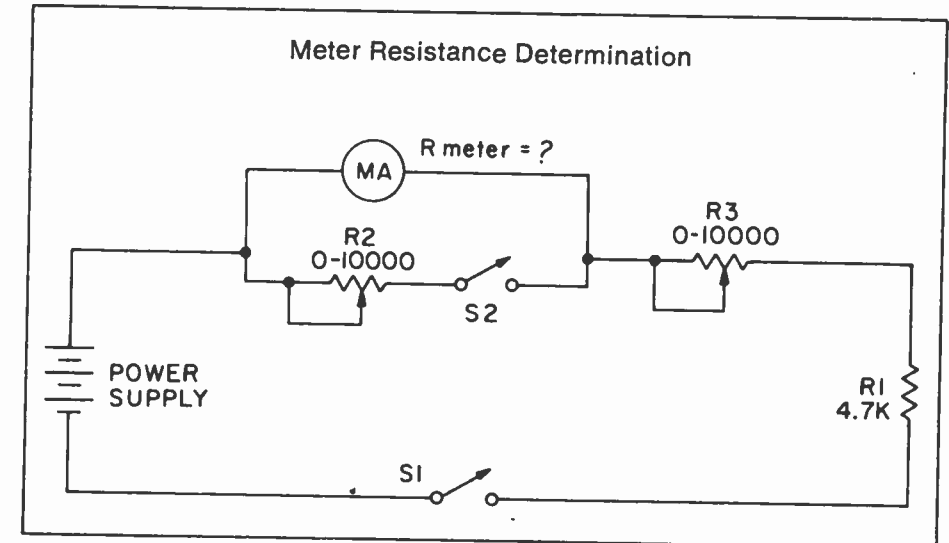 Meter Resistance Determination
R meter = ?
MA
R2
0-10000
S2
R3
0-10000
POWER
SUPPLY
R1
4.7K
S1